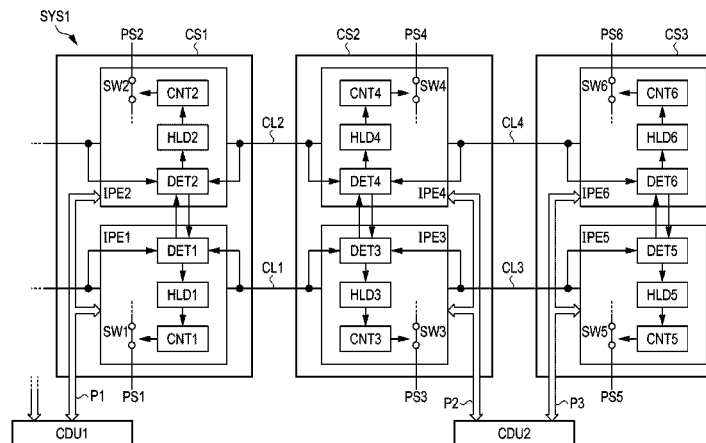 SYS1
PS2 CS1 CS2 PS4 PS6 CS3
SW2 CNT2 CNT4 SW4 SW6 CNT6
HLD2 CL2 HLD4 CL4 HLD6
DET2 DET4 DET6
IPE2 IPE4 IPE6
IPE1 IPE3 IPE5
DET1 DET3 DET5
CL1 CL3
HLD1 HLD3 HLD5
SW1 CNT1 CNT3 SW3 SW5 CNT5
P1 PS1 PS3 P2 P3 PS5
CDU1 CDU2